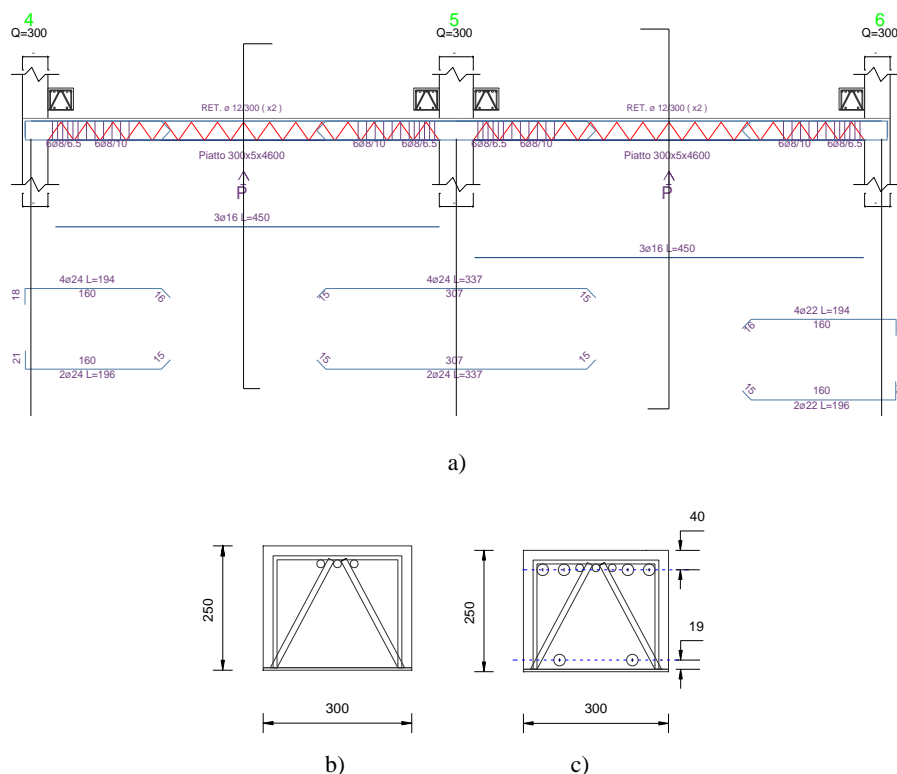 4 5 6
Q=300 Q=300 Q=300
RET. ø 12/300 ( x2 ) RET. ø 12/300 ( x2 )
6ø8/6.5 6ø8/10 6ø8/10 6ø8/6.5 6ø8/6.5 6ø8/10 6ø8/10 6ø8/6.5
Piatto 300x5x4600 Piatto 300x5x4600
P P
3ø16 L=450
3ø16 L=450
4ø24 L=194 4ø24 L=337
18 160 16 15 307 15
4ø22 L=194
16 160
21 160 15 15 307 15
2ø24 L=196 2ø24 L=337
15 160
2ø22 L=196
a)
40
250 250
19
300 300
b) c)